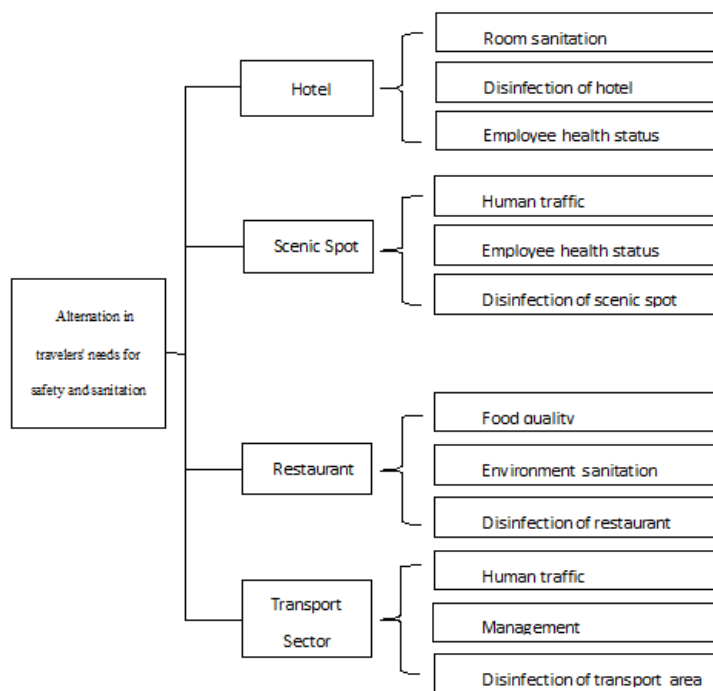 Alternation in
travelers' needs for
safety and sanitation
Hotel
Room sanitation
Disinfection of hotel
Employee health status
Scenic Spot
Human traffic
Employee health status
Disinfection of scenic spot
Restaurant
Food quality
Environment sanitation
Disinfection of restaurant
Transport
Sector
Human traffic
Management
Disinfection of transport area